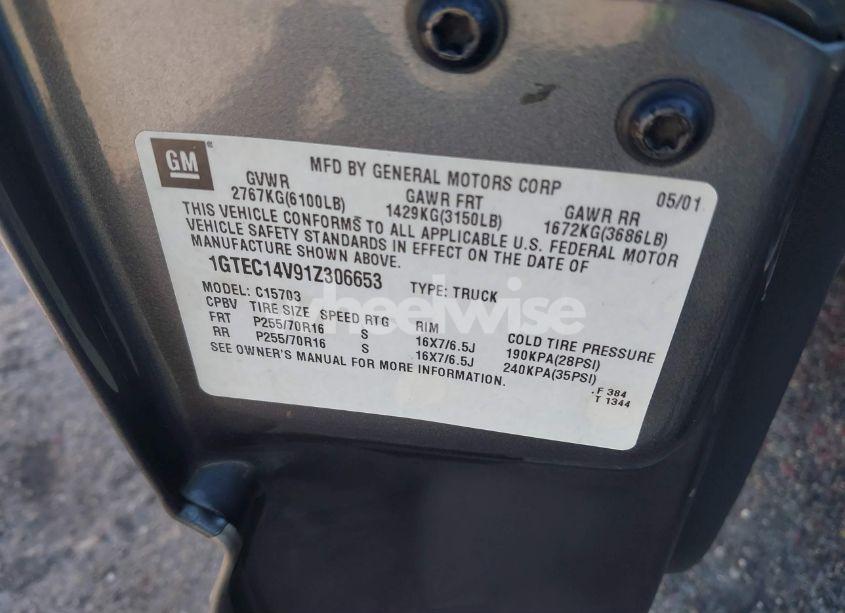 GM
MFD BY GENERAL MOTORS CORP 05/01
GVWR GAWR FRT GAWR RR
2767KG(6100LB) 1429KG(3150LB) 1672KG(3686LB)
THIS VEHICLE CONFORMS TO ALL APPLICABLE U.S. FEDERAL MOTOR
VEHICLE SAFETY STANDARDS IN EFFECT ON THE DATE OF
MANUFACTURE SHOWN ABOVE.
1GTEC14V91Z306653 TYPE: TRUCK
MODEL: C15703
CPBV TIRE SIZE SPEED RTG RIM COLD TIRE PRESSURE
FRT P255/70R16 S 16X7/6.5J 190KPA(28PSI)
RR P255/70R16 S 16X7/6.5J 240KPA(35PSI)
SEE OWNER'S MANUAL FOR MORE INFORMATION.
F 384
T 1344